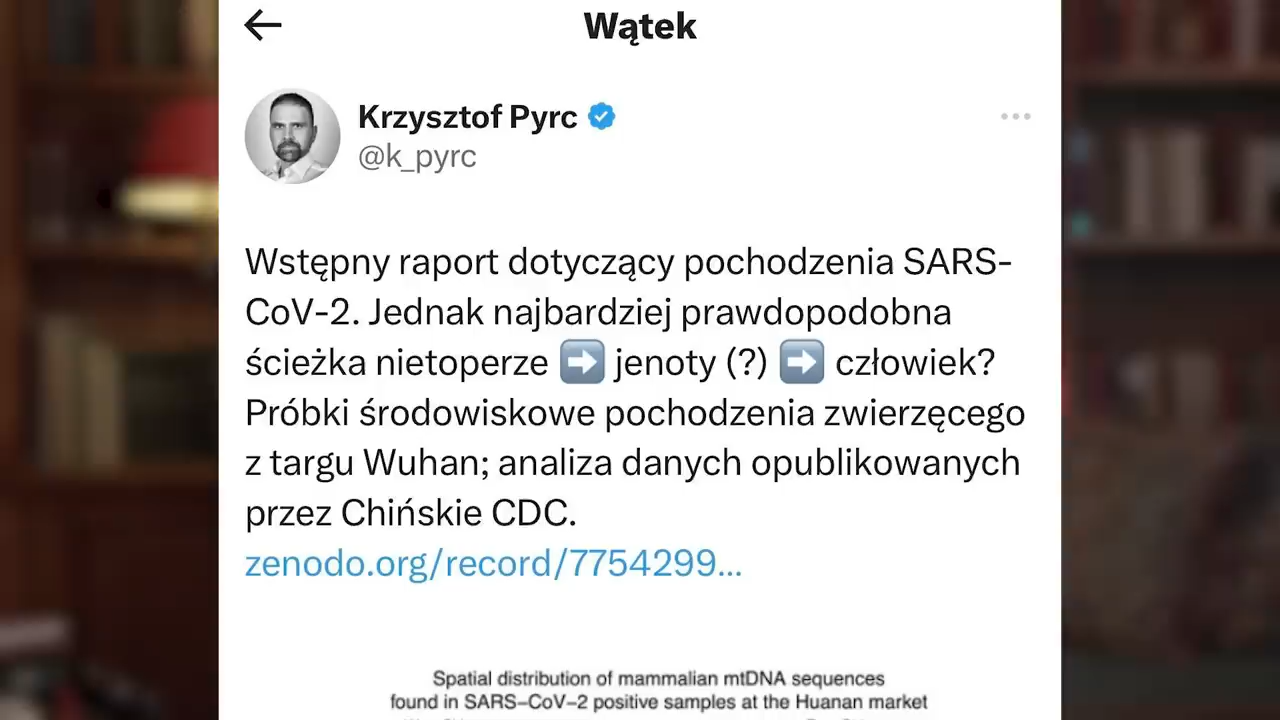 Wątek
Krzysztof Pyrc
@k_pyrc
Wstępny raport dotyczący pochodzenia SARS-
CoV-2. Jednak najbardziej prawdopodobna
ścieżka nietoperze ➡️ jenoty (?) ➡️ człowiek?
Próbki środowiskowe pochodzenia zwierzęcego
z targu Wuhan; analiza danych opublikowanych
przez Chińskie CDC.
zenodo.org/record/7754299...
Spatial distribution of mammalian mtDNA sequences
found in SARS–CoV–2 positive samples at the Huanan market